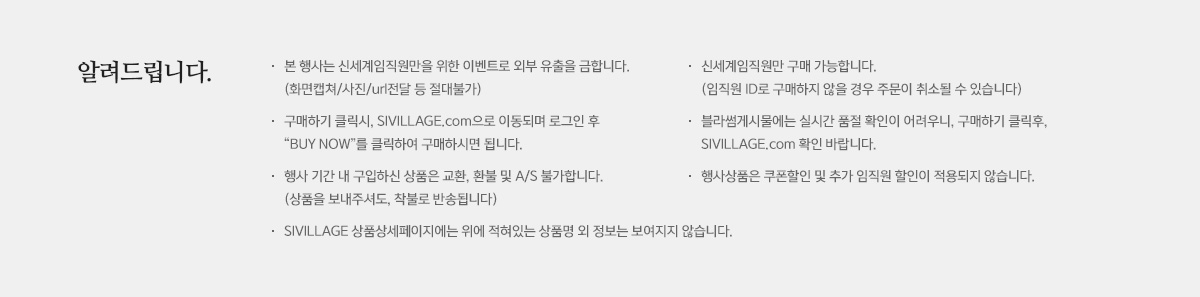 알려드립니다.
· 본 행사는 신세계임직원만을 위한 이벤트로 외부 유출을 금합니다.
(화면캡쳐/사진/url전달 등 절대불가)
· 구매하기 클릭시, SIVILLAGE.com으로 이동되며 로그인 후
“BUY NOW”를 클릭하여 구매하시면 됩니다.
· 행사 기간 내 구입하신 상품은 교환, 환불 및 A/S 불가합니다.
(상품을 보내주셔도, 착불로 반송됩니다)
· SIVILLAGE 상품상세페이지에는 위에 적혀있는 상품명 외 정보는 보여지지 않습니다.
· 신세계임직원만 구매 가능합니다.
(임직원 ID로 구매하지 않을 경우 주문이 취소될 수 있습니다)
· 블라썸게시물에는 실시간 품절 확인이 어려우니, 구매하기 클릭후,
SIVILLAGE.com 확인 바랍니다.
· 행사상품은 쿠폰할인 및 추가 임직원 할인이 적용되지 않습니다.